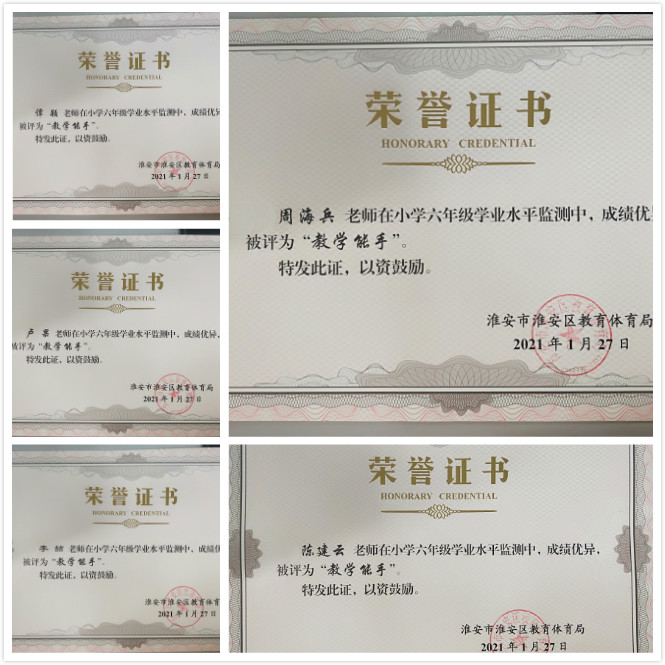 荣誉证书
HONORARY CREDENTIAL
谭颖 老师在小学六年级学业水平监测中，成绩优异
被评为“教学能手”。
特发此证，以资鼓励。
淮安市淮安区教育体育局
2021年1月27日
荣誉证书
HONORARY CREDENTIAL
周海兵 老师在小学六年级学业水平监测中，成绩优
被评为“教学能手”。
特发此证，以资鼓励。
淮安市淮安区教育体育局
2021年1月27日
荣誉证书
HONORARY CREDENTIAL
老师在小学六年级学业水平监测中，成绩优异，
被评为“教学能手”。
特发此证，以资鼓励。
淮安市淮安区教育体育局
2021年1月27日
荣誉证书
HONORARY CREDENTIAL
老师在小学六年级学业水平监测中，成绩优
被评为“教学能手”。
特发此证，以资鼓励。
淮安市淮安区教育体育
2021年1月27日
荣誉证书
HONORARY CREDENTIAL
陈建云 老师在小学六年级学业水平监测中，成绩优异，
被评为“教学能手”。
特发此证，以资鼓励。
淮安市淮安区教育体育局
2021年1月27日